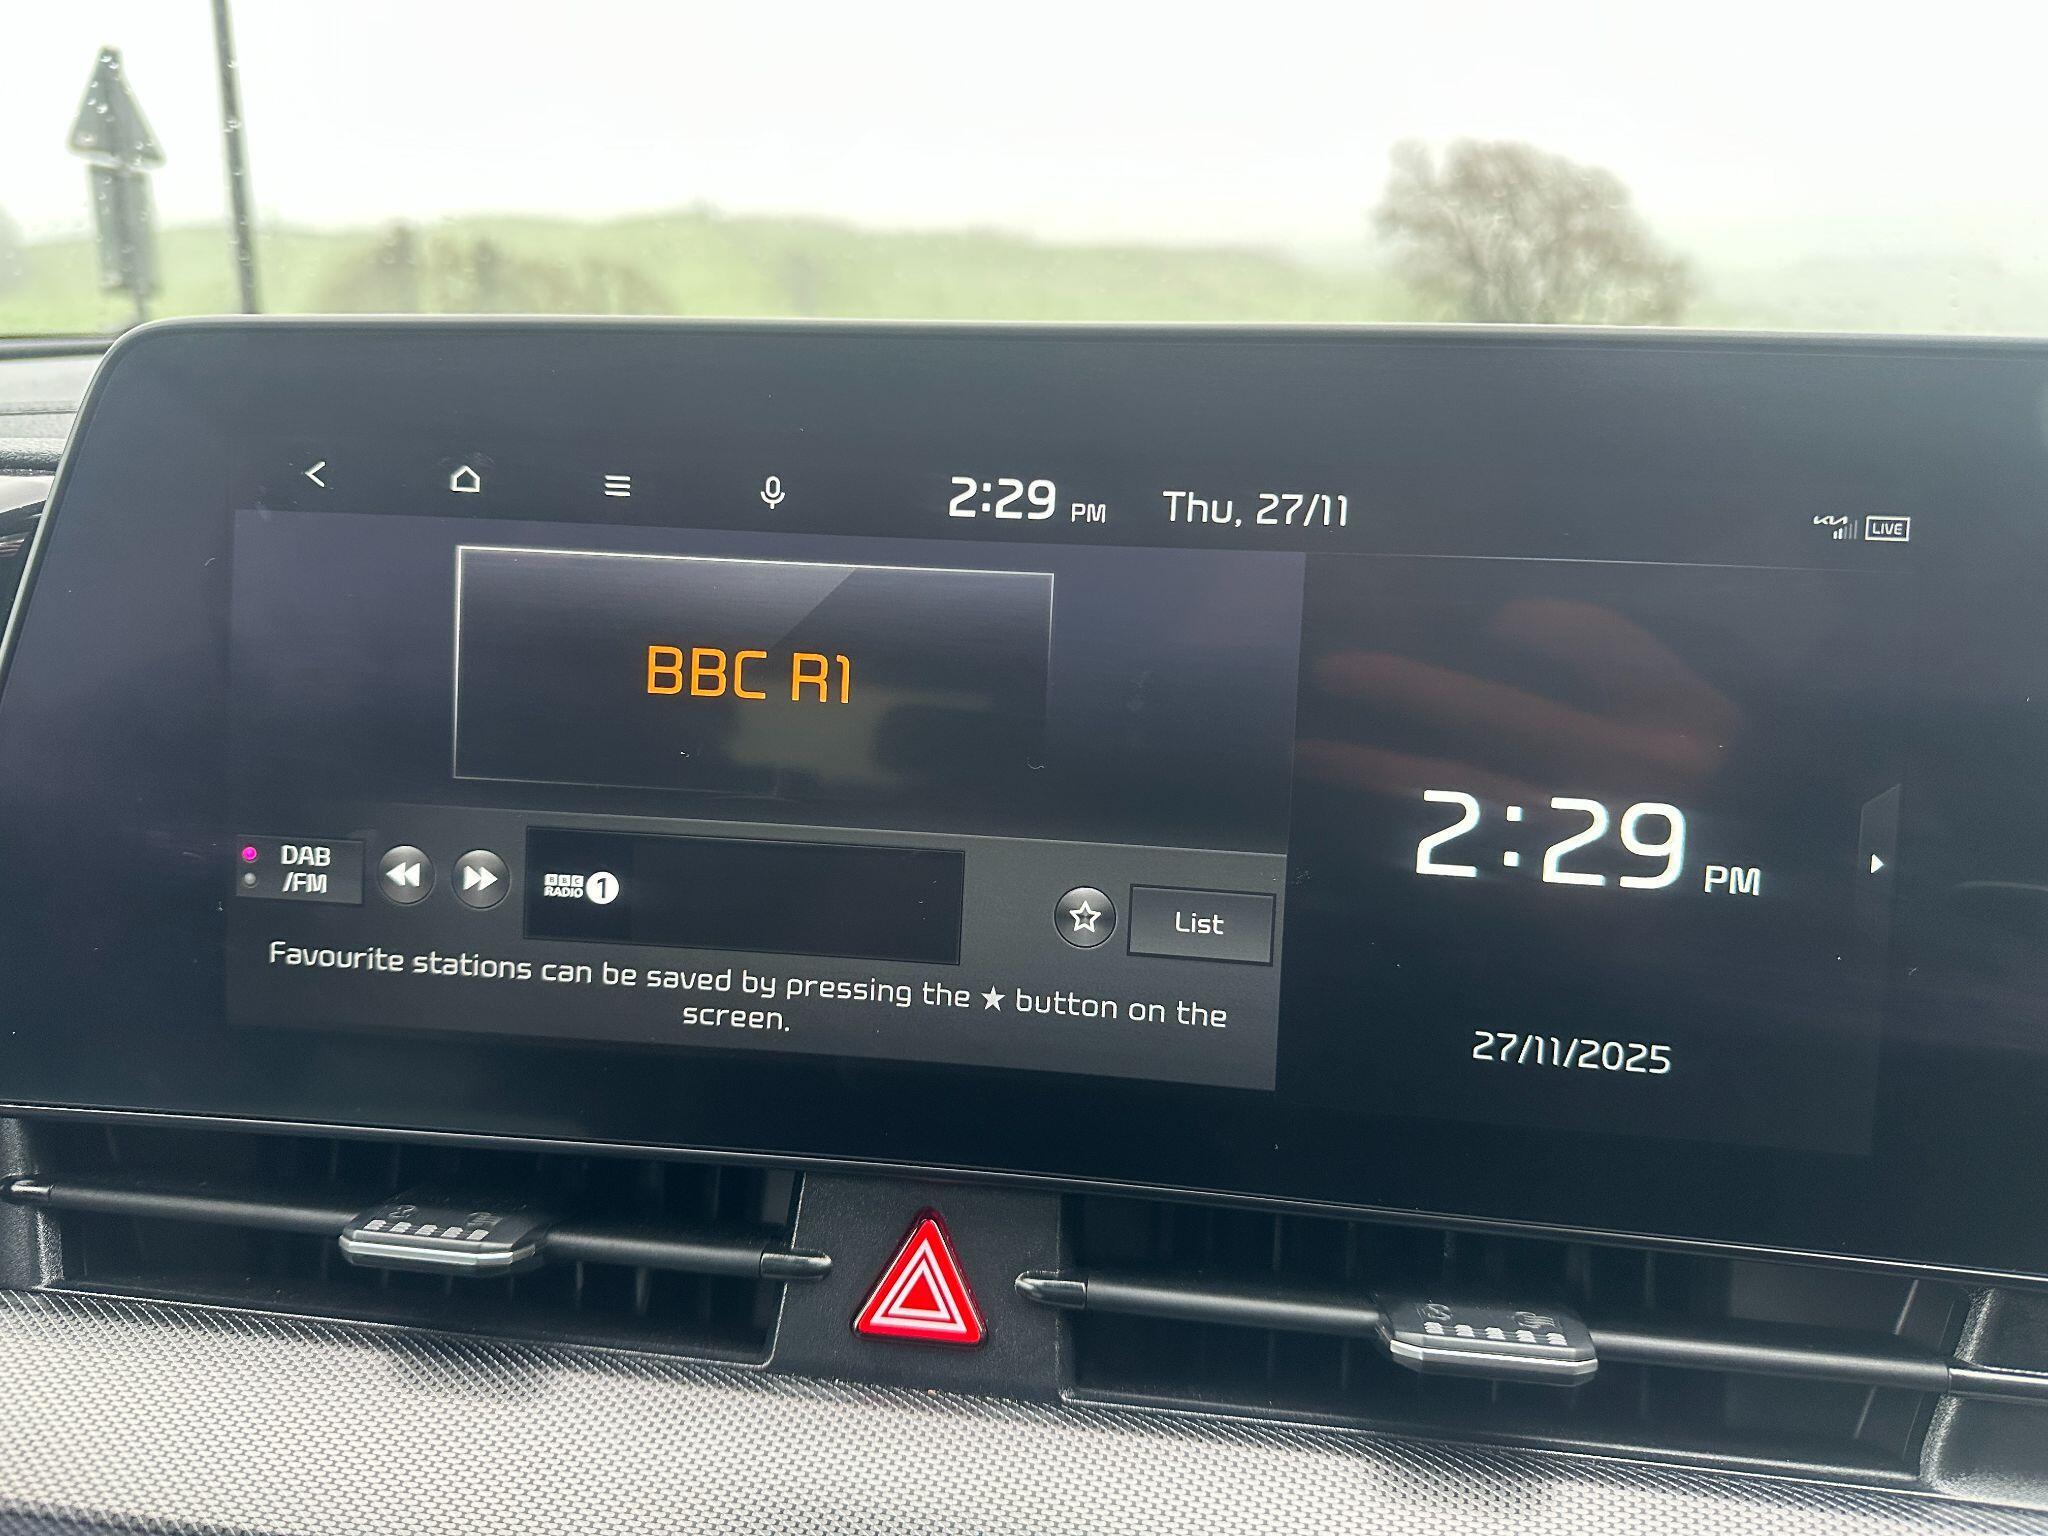 2:29 PM Thu, 27/11
LIVE
BBC R1
DAB
/FM
BBC
RADIO 1
List
Favourite stations can be saved by pressing the ★ button on the
screen.
2:29 PM
27/11/2025